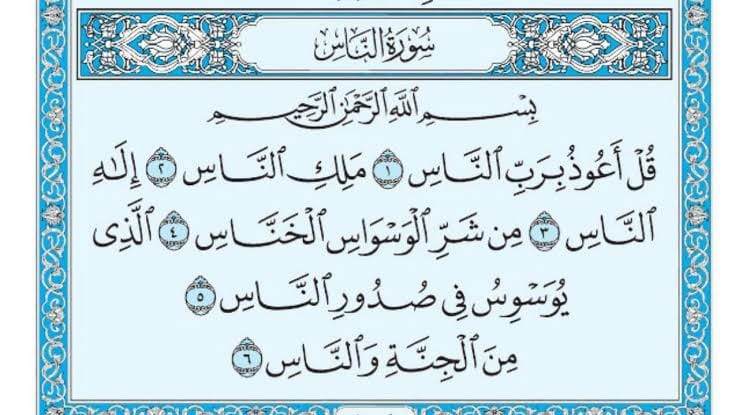 سُورَةُ النَّاسِ
بِسْمِ ٱللَّهِ ٱلرَّحْمَٰنِ ٱلرَّحِيمِ
قُلْ أَعُوذُ بِرَبِّ ٱلنَّاسِ ١ مَلِكِ ٱلنَّاسِ ٢ إِلَٰهِ
ٱلنَّاسِ ٣ مِن شَرِّ ٱلْوَسْوَاسِ ٱلْخَنَّاسِ ٤ ٱلَّذِى
يُوَسْوِسُ فِى صُدُورِ ٱلنَّاسِ ٥
مِنَ ٱلْجِنَّةِ وَٱلنَّاسِ ٦